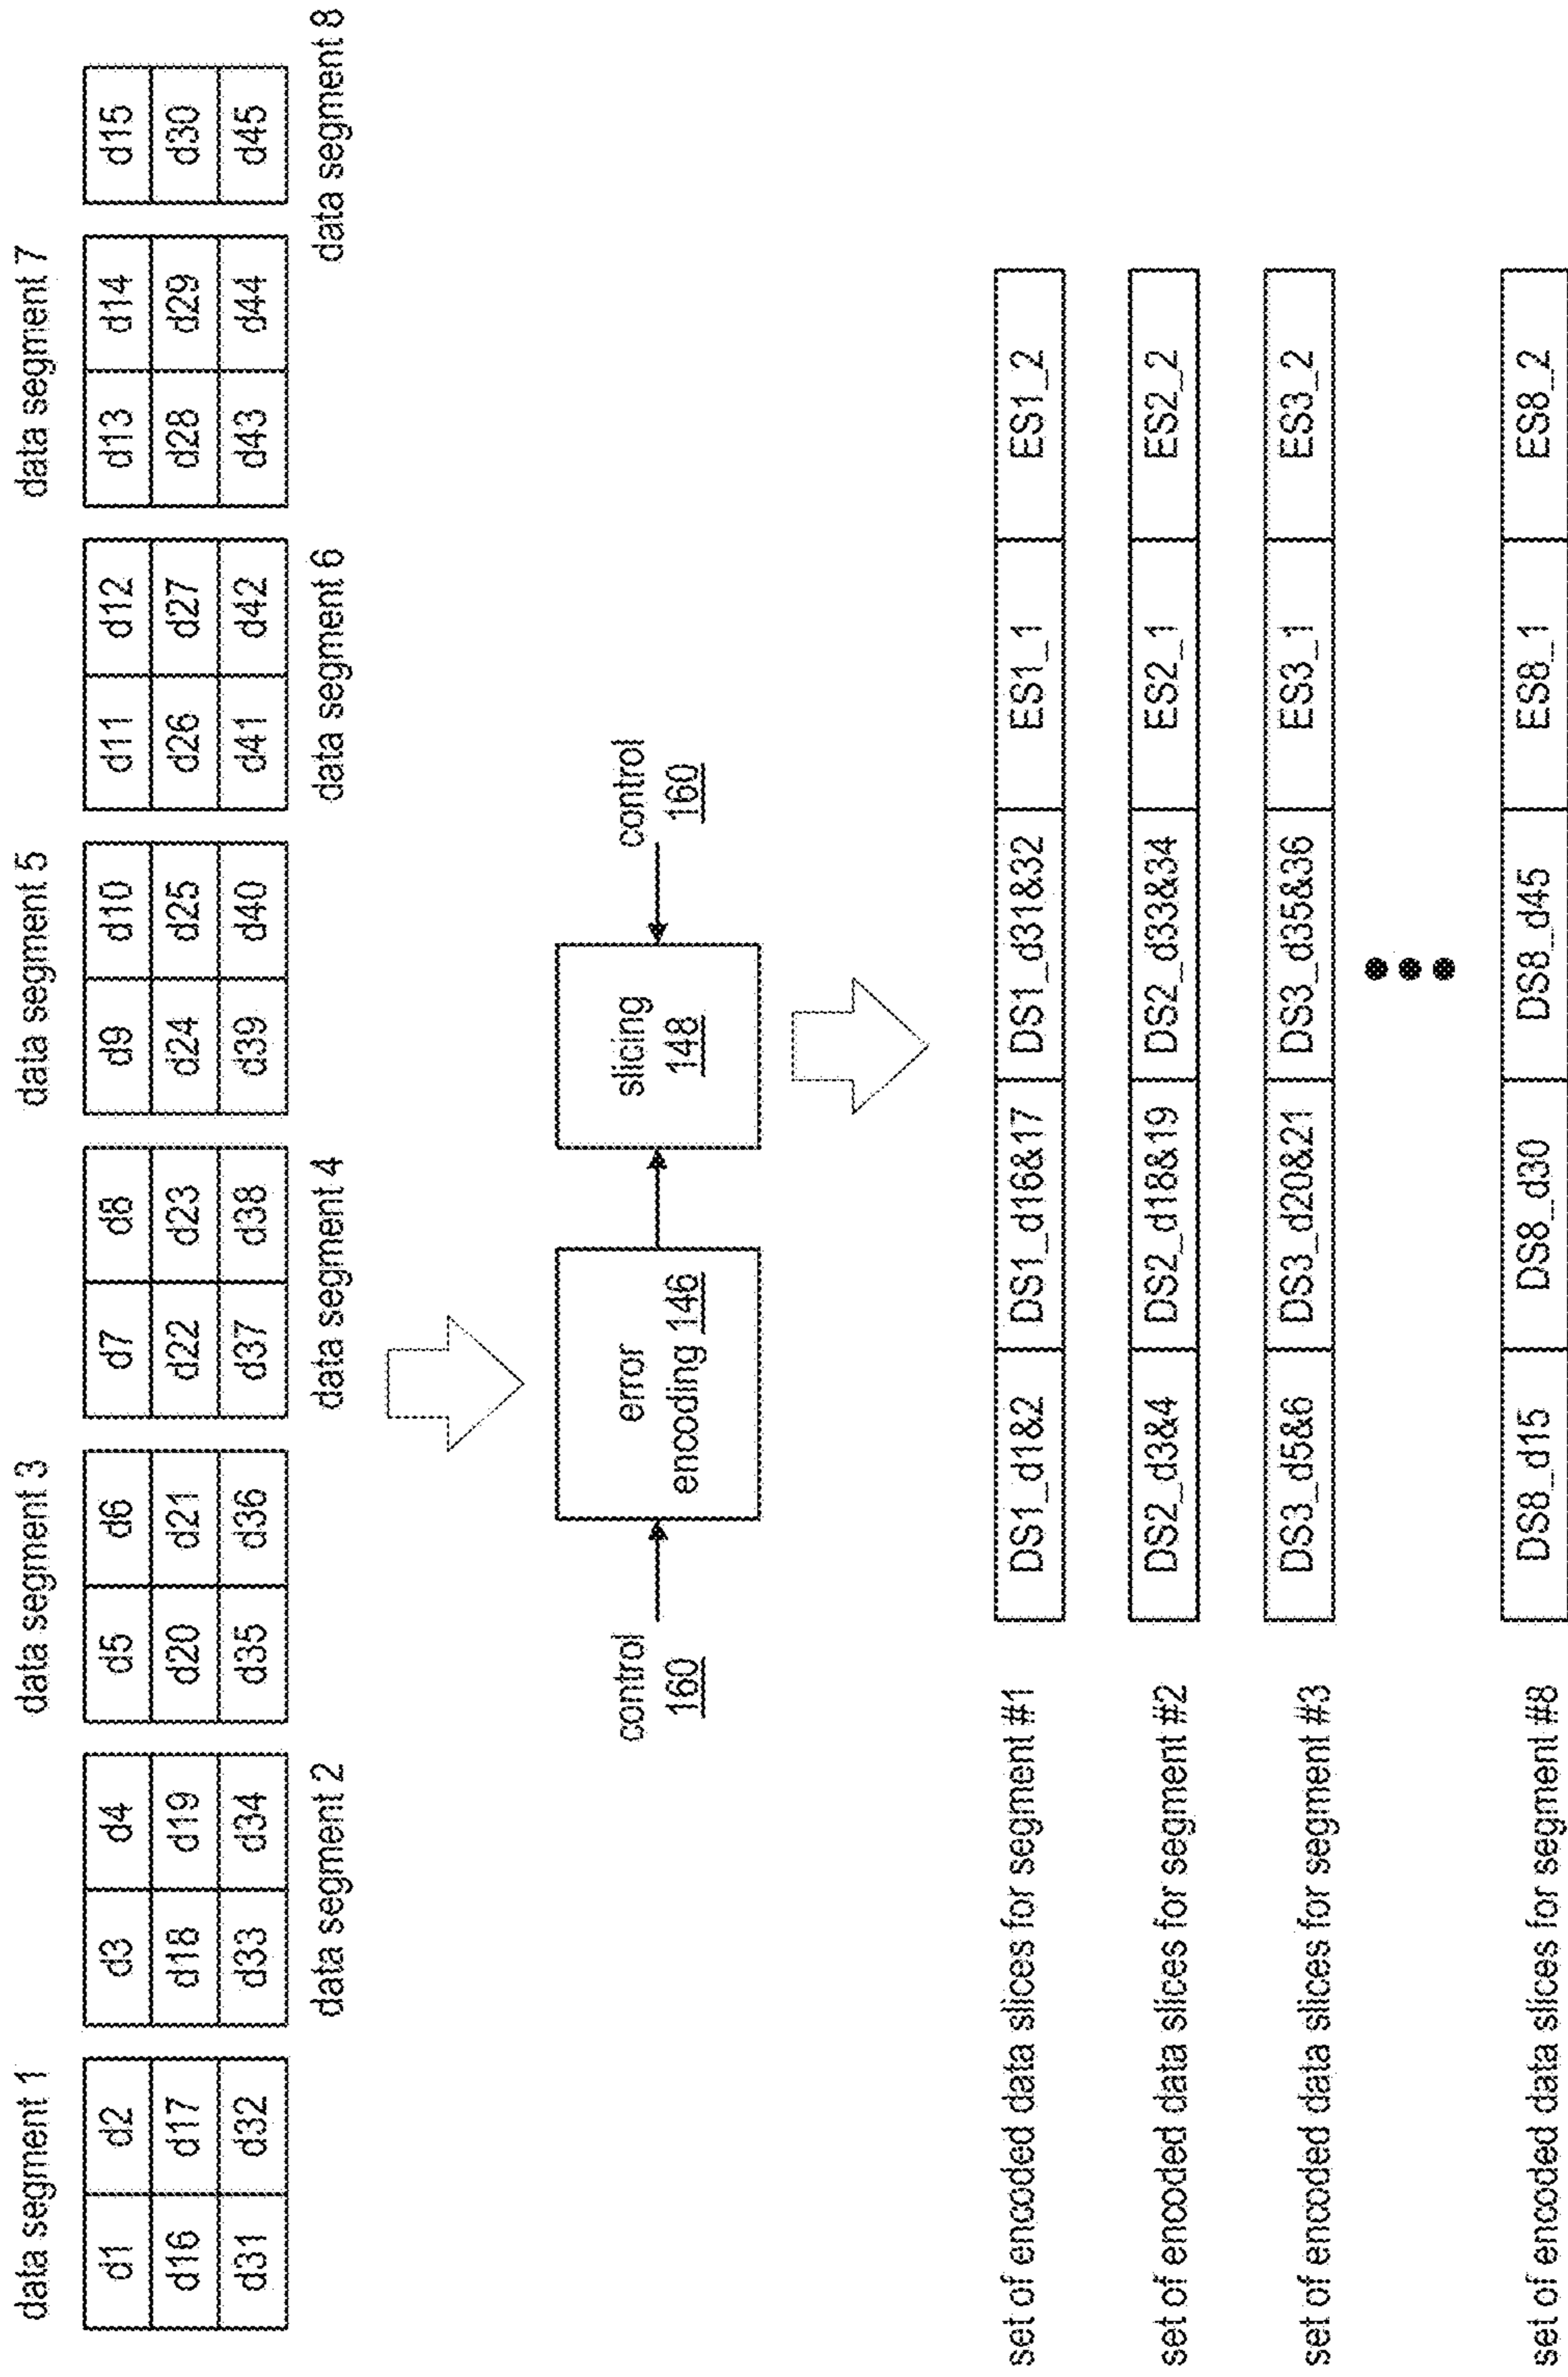 data segment 1
data segment 3
data segment 5
data segment 7
d1 d2 d3 d4 d5 d6 d7 d8 d9 d10 d11 d12 d13 d14 d15
d16 d17 d18 d19 d20 d21 d22 d23 d24 d25 d26 d27 d28 d29 d30
d31 d32 d33 d34 d35 d36 d37 d38 d39 d40 d41 d42 d43 d44 d45
data segment 2
data segment 4
data segment 6
data segment 8
control
160
error
encoding 146
slicing
148
control
160
set of encoded data slices for segment #1 DS1_d1&2 DS1_d16&17 DS1_d31&32 ES1_1 ES1_2
set of encoded data slices for segment #2 DS2_d3&4 DS2_d18&19 DS2_d33&34 ES2_1 ES2_2
set of encoded data slices for segment #3 DS3_d5&6 DS3_d20&21 DS3_d35&36 ES3_1 ES3_2
set of encoded data slices for segment #8 DS8_d15 DS8_d30 DS8_d45 ES8_1 ES8_2